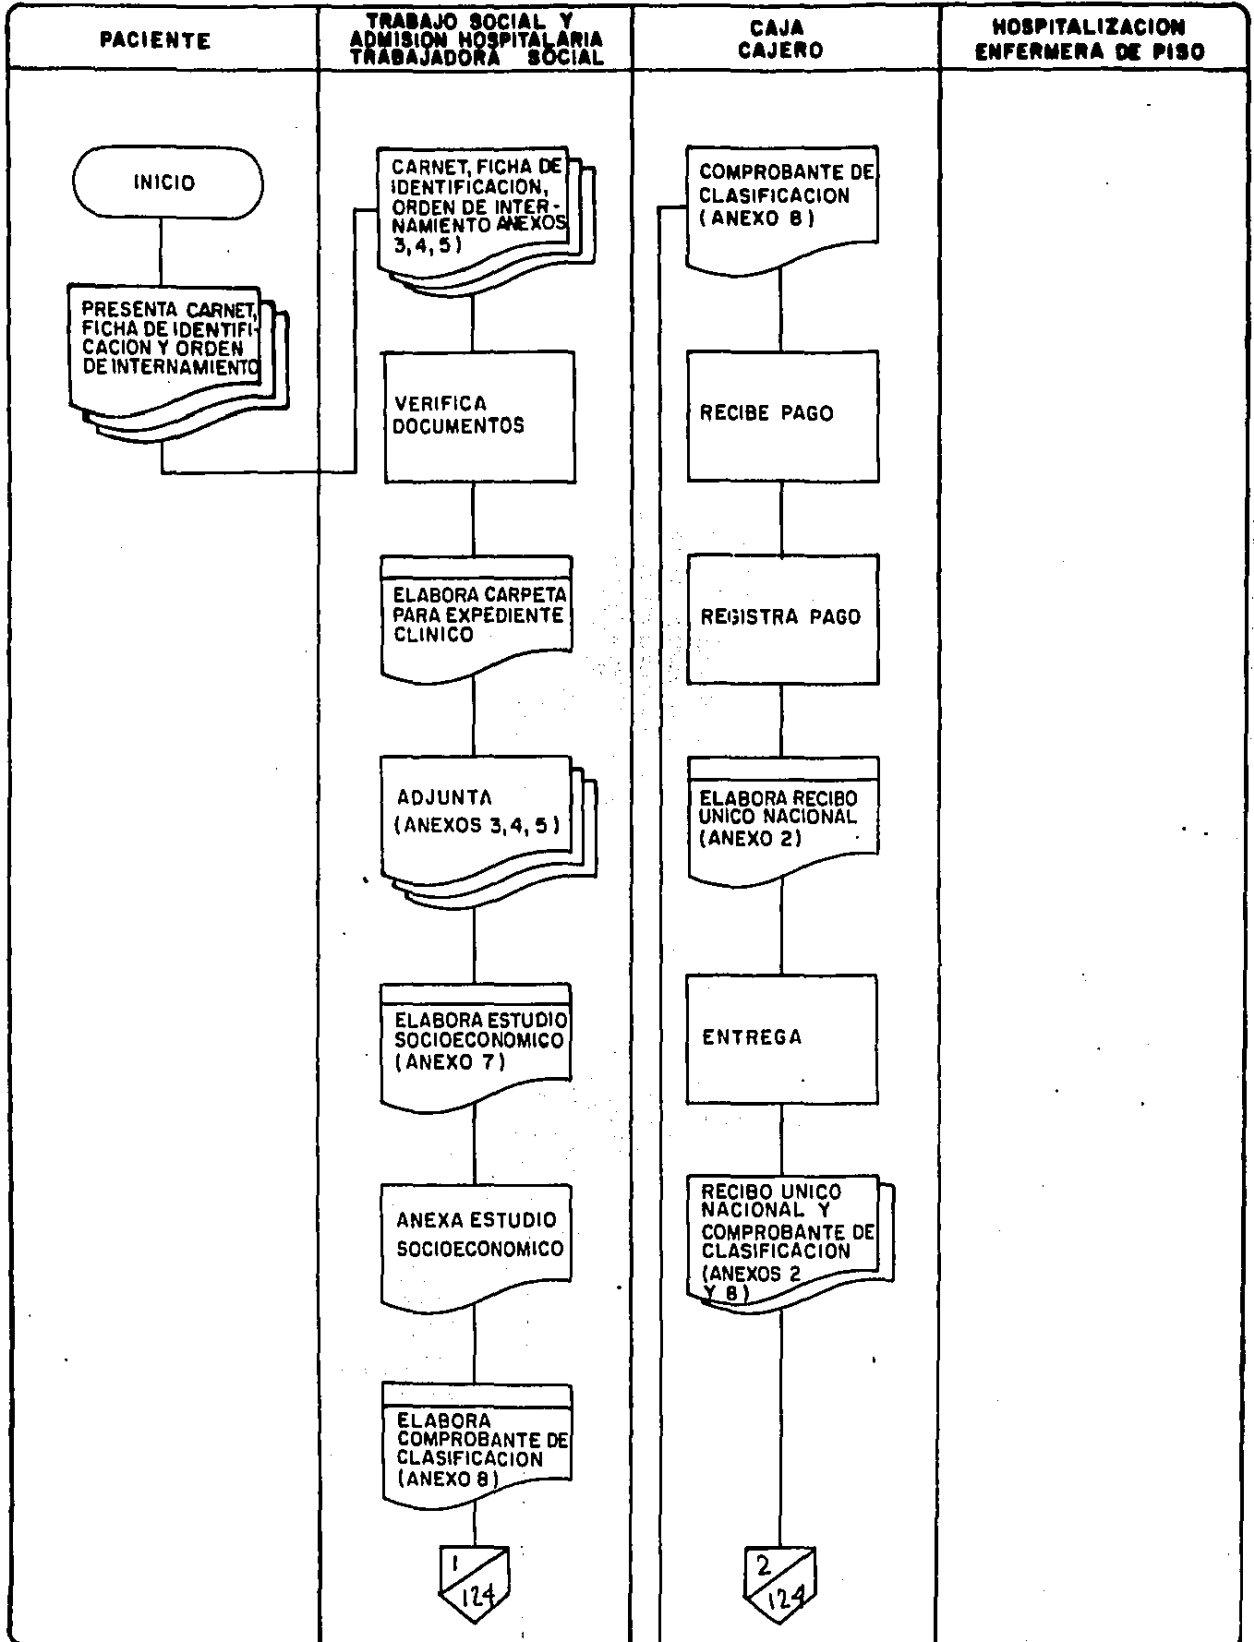 PACIENTE
TRABAJO SOCIAL Y
ADMISION HOSPITALARIA
TRABAJADORA SOCIAL
CAJA
CAJERO
HOSPITALIZACION
ENFERMERA DE PISO
INICIO
PRESENTA CARNET,
FICHA DE IDENTIFI-
CACION Y ORDEN
DE INTERNAMIENTO
CARNET, FICHA DE
IDENTIFICACION,
ORDEN DE INTER-
NAMIENTO ANEXOS
3, 4, 5)
VERIFICA
DOCUMENTOS
ELABORA CARPETA
PARA EXPEDIENTE
CLINICO
ADJUNTA
(ANEXOS 3, 4, 5)
ELABORA ESTUDIO
SOCIOECONOMICO
(ANEXO 7)
ANEXA ESTUDIO
SOCIOECONOMICO
ELABORA
COMPROBANTE DE
CLASIFICACION
(ANEXO 8)
1
124
COMPROBANTE DE
CLASIFICACION
(ANEXO 8)
RECIBE PAGO
REGISTRA PAGO
ELABORA RECIBO
UNICO NACIONAL
(ANEXO 2)
ENTREGA
RECIBO UNICO
NACIONAL Y
COMPROBANTE DE
CLASIFICACION
(ANEXOS 2
Y 8)
2
124